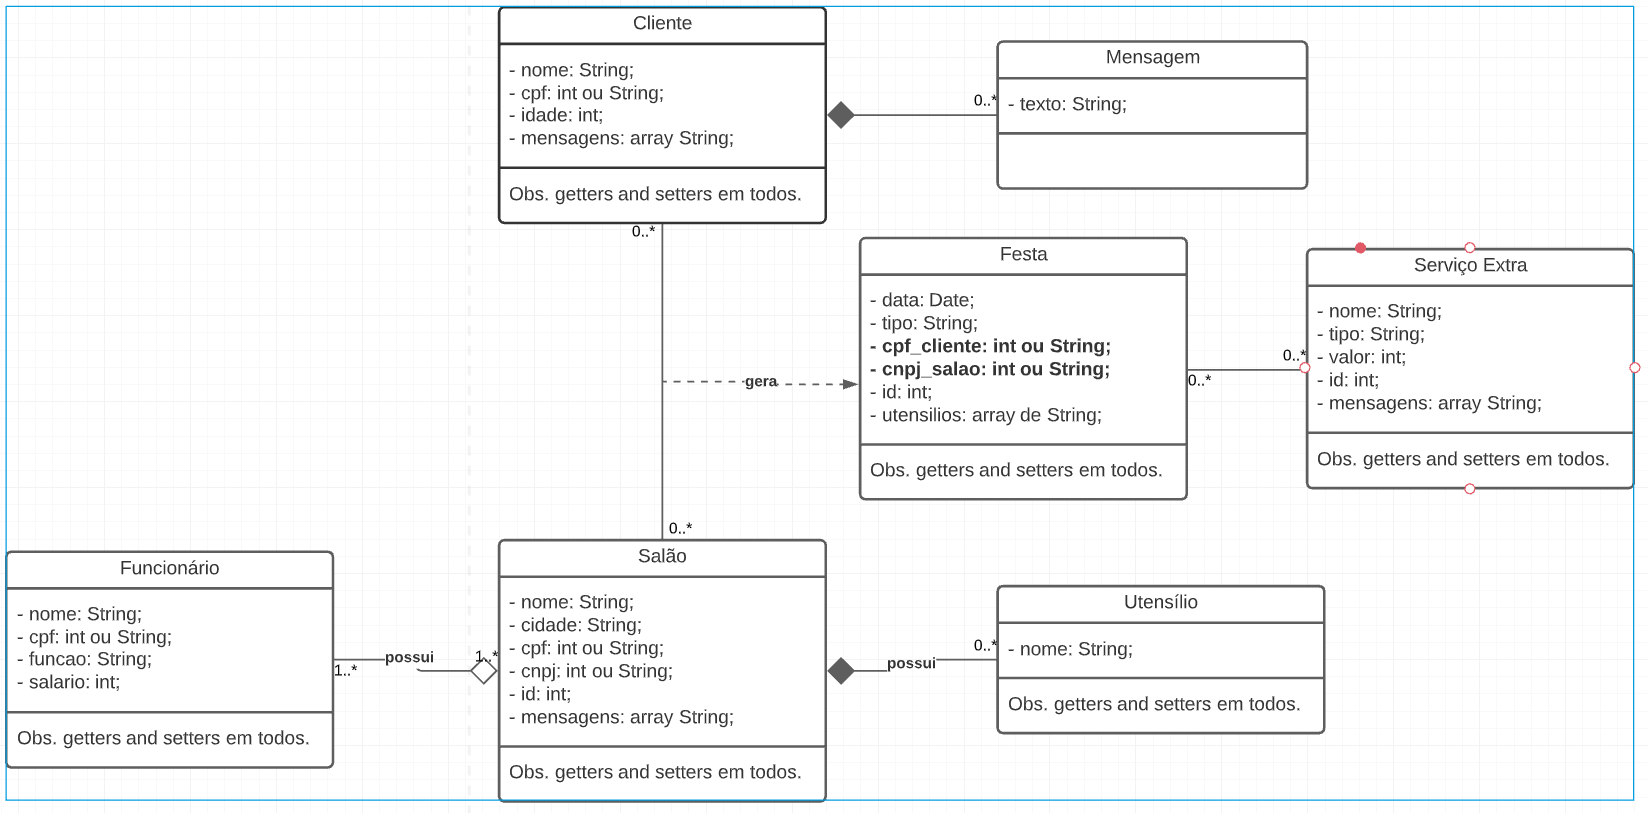 Cliente
- nome: String;
- cpf: int ou String;
- idade: int;
- mensagens: array String;
Obs. getters and setters em todos.
0..*
Mensagem
- texto: String;
0..*
Festa
- data: Date;
- tipo: String;
- cpf_cliente: int ou String;
- cnpj_salao: int ou String;
- id: int;
- utensilios: array de String;
Obs. getters and setters em todos.
gera
0..*
0..*
Serviço Extra
- nome: String;
- tipo: String;
- valor: int;
- id: int;
- mensagens: array String;
Obs. getters and setters em todos.
0..*
Funcionário
- nome: String;
- cpf: int ou String;
- funcao: String;
- salario: int;
Obs. getters and setters em todos.
1..*
possui
1..*
Salão
- nome: String;
- cidade: String;
- cpf: int ou String;
- cnpj: int ou String;
- id: int;
- mensagens: array String;
Obs. getters and setters em todos.
possui
0..*
Utensílio
- nome: String;
Obs. getters and setters em todos.